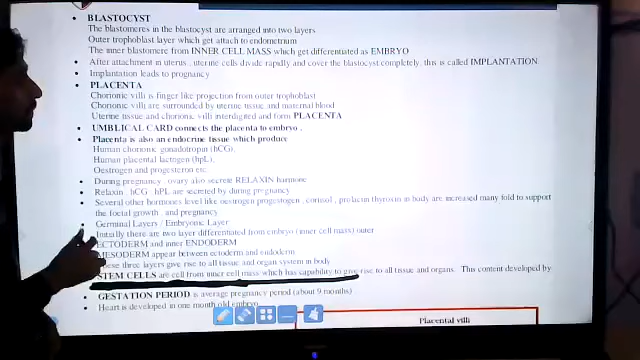 • BLASTOCYST
The blastomeres in the blastocyst are arranged into two layers
Outer trophoblast layer which get attach to endometrium
The inner blastomere from INNER CELL MASS which get differentiated as EMBRYO
• After attachment in uterus , uterine cells divide rapidly and cover the blastocyst completely, this is called IMPLANTATION
• Implantation leads to pregnancy
• PLACENTA
Chorionic villi is finger like projection from outer trophoblast
Chorionic villi are surrounded by uterine tissue and maternal blood
Uterine tissue and chorionic villi interdigited and form PLACENTA
• UMBLICAL CARD connects the placenta to embryo .
• Placenta is also an endocrine tissue which produce
Human chorionic gonadotropin (hCG).
Human placental lactogen (hpL),
Oestrogen and progesteron etc
• During pregnancy , ovary also secrete RELAXIN harmone
• Relaxin , hCG , hPL are secreted by during pregnancy
• Several other hormones level like oestrogen progestogen , cortisol , prolactin thyroxin in body are increased many fold to support
the foetal growth , and pregnancy
• Germinal Layers / Embryonic Layer
Initially there are two layer differentiated from embryo (inner cell mass) outer
ECTODERM and inner ENDODERM
MESODERM appear between ectoderm and endoderm
these three layers give rise to all tissue and organ system in body
STEM CELLS are cell from inner cell mass which has capability to give rise to all tissue and organs. This content developed by
• GESTATION PERIOD is average pregnancy period (about 9 months)
• Heart is developed in one month old embryo
Placental villi